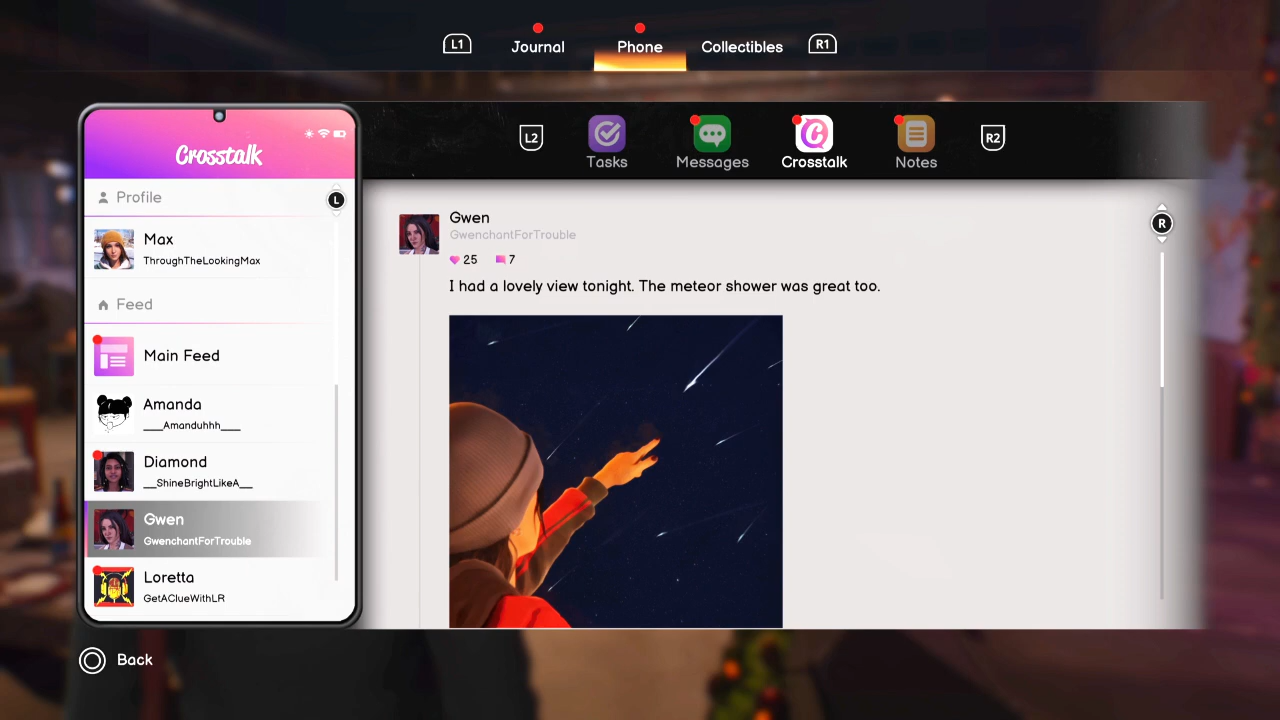 L1 Journal Phone Collectibles R1
L2 Tasks Messages Crosstalk Notes R2
Crosstalk
Profile L
Max
ThroughTheLookingMax
Feed
Main Feed
Amanda
___Amanduhhh____
Diamond
__ShineBrightLikeA__
Gwen
GwenchantForTrouble
Loretta
GetAClueWithLR
Gwen
GwenchantForTrouble
25 7
I had a lovely view tonight. The meteor shower was great too.
R
Back